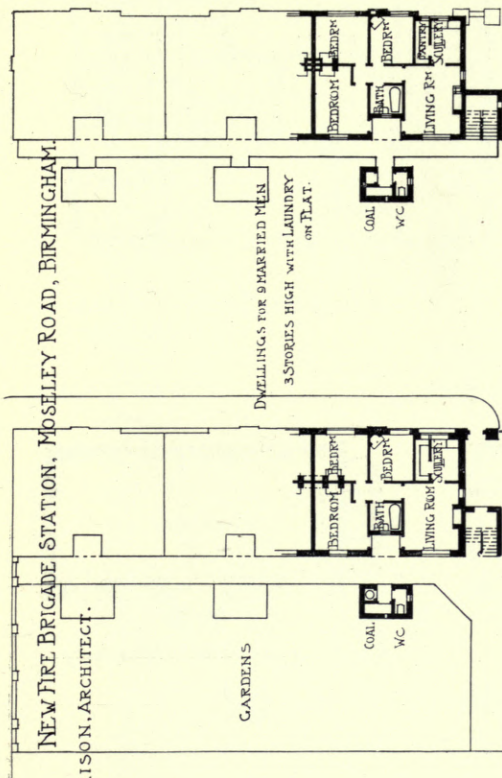 NEW FIRE BRIGADE STATION, MOSELEY ROAD, BIRMINGHAM.
ISON, ARCHITECT.
DWELLINGS FOR 9 MARRIED MEN
3 STORIES HIGH WITH LAUNDRY
ON FLAT.
GARDENS
COAL
WC
BEDROOM
BEDRM
BEDRM
BATH
LIVING ROOM
SCULLERY
COAL
WC
BEDROOM
BEDRM
BEDRM
BATH
LIVING RM
PANTRY
SCULLERY